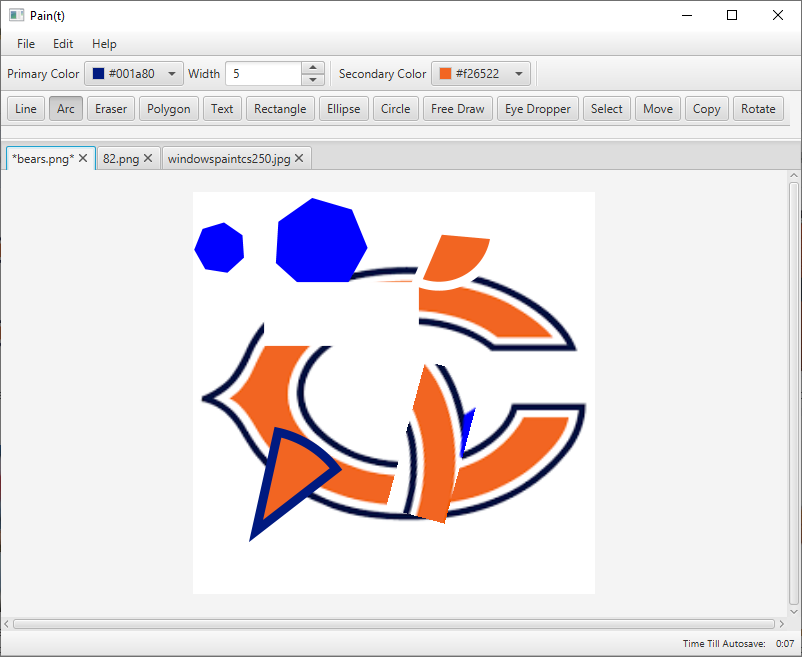 Pain(t)
File Edit Help
Primary Color #001a80 Width 5 Secondary Color #f26522
Line Arc Eraser Polygon Text Rectangle Ellipse Circle Free Draw Eye Dropper Select Move Copy Rotate
*bears.png* 82.png windowspaintcs250.jpg
Time Till Autosave: 0:07